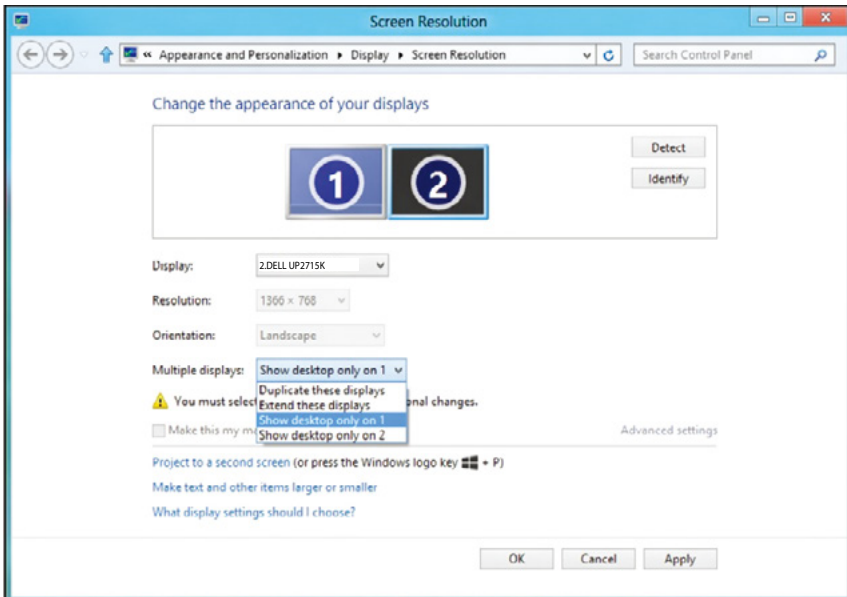 Screen Resolution
« Appearance and Personalization ▸ Display ▸ Screen Resolution
Search Control Panel
Change the appearance of your displays
1
2
Detect
Identify
Display: 2.DELL UP2715K
Resolution: 1366 × 768
Orientation: Landscape
Multiple displays: Show desktop only on 1
Duplicate these displays
You must selec
Extend these displays
onal changes.
Show desktop only on 1
Make this my m
Show desktop only on 2
Advanced settings
Project to a second screen (or press the Windows logo key + P)
Make text and other items larger or smaller
What display settings should I choose?
OK
Cancel
Apply